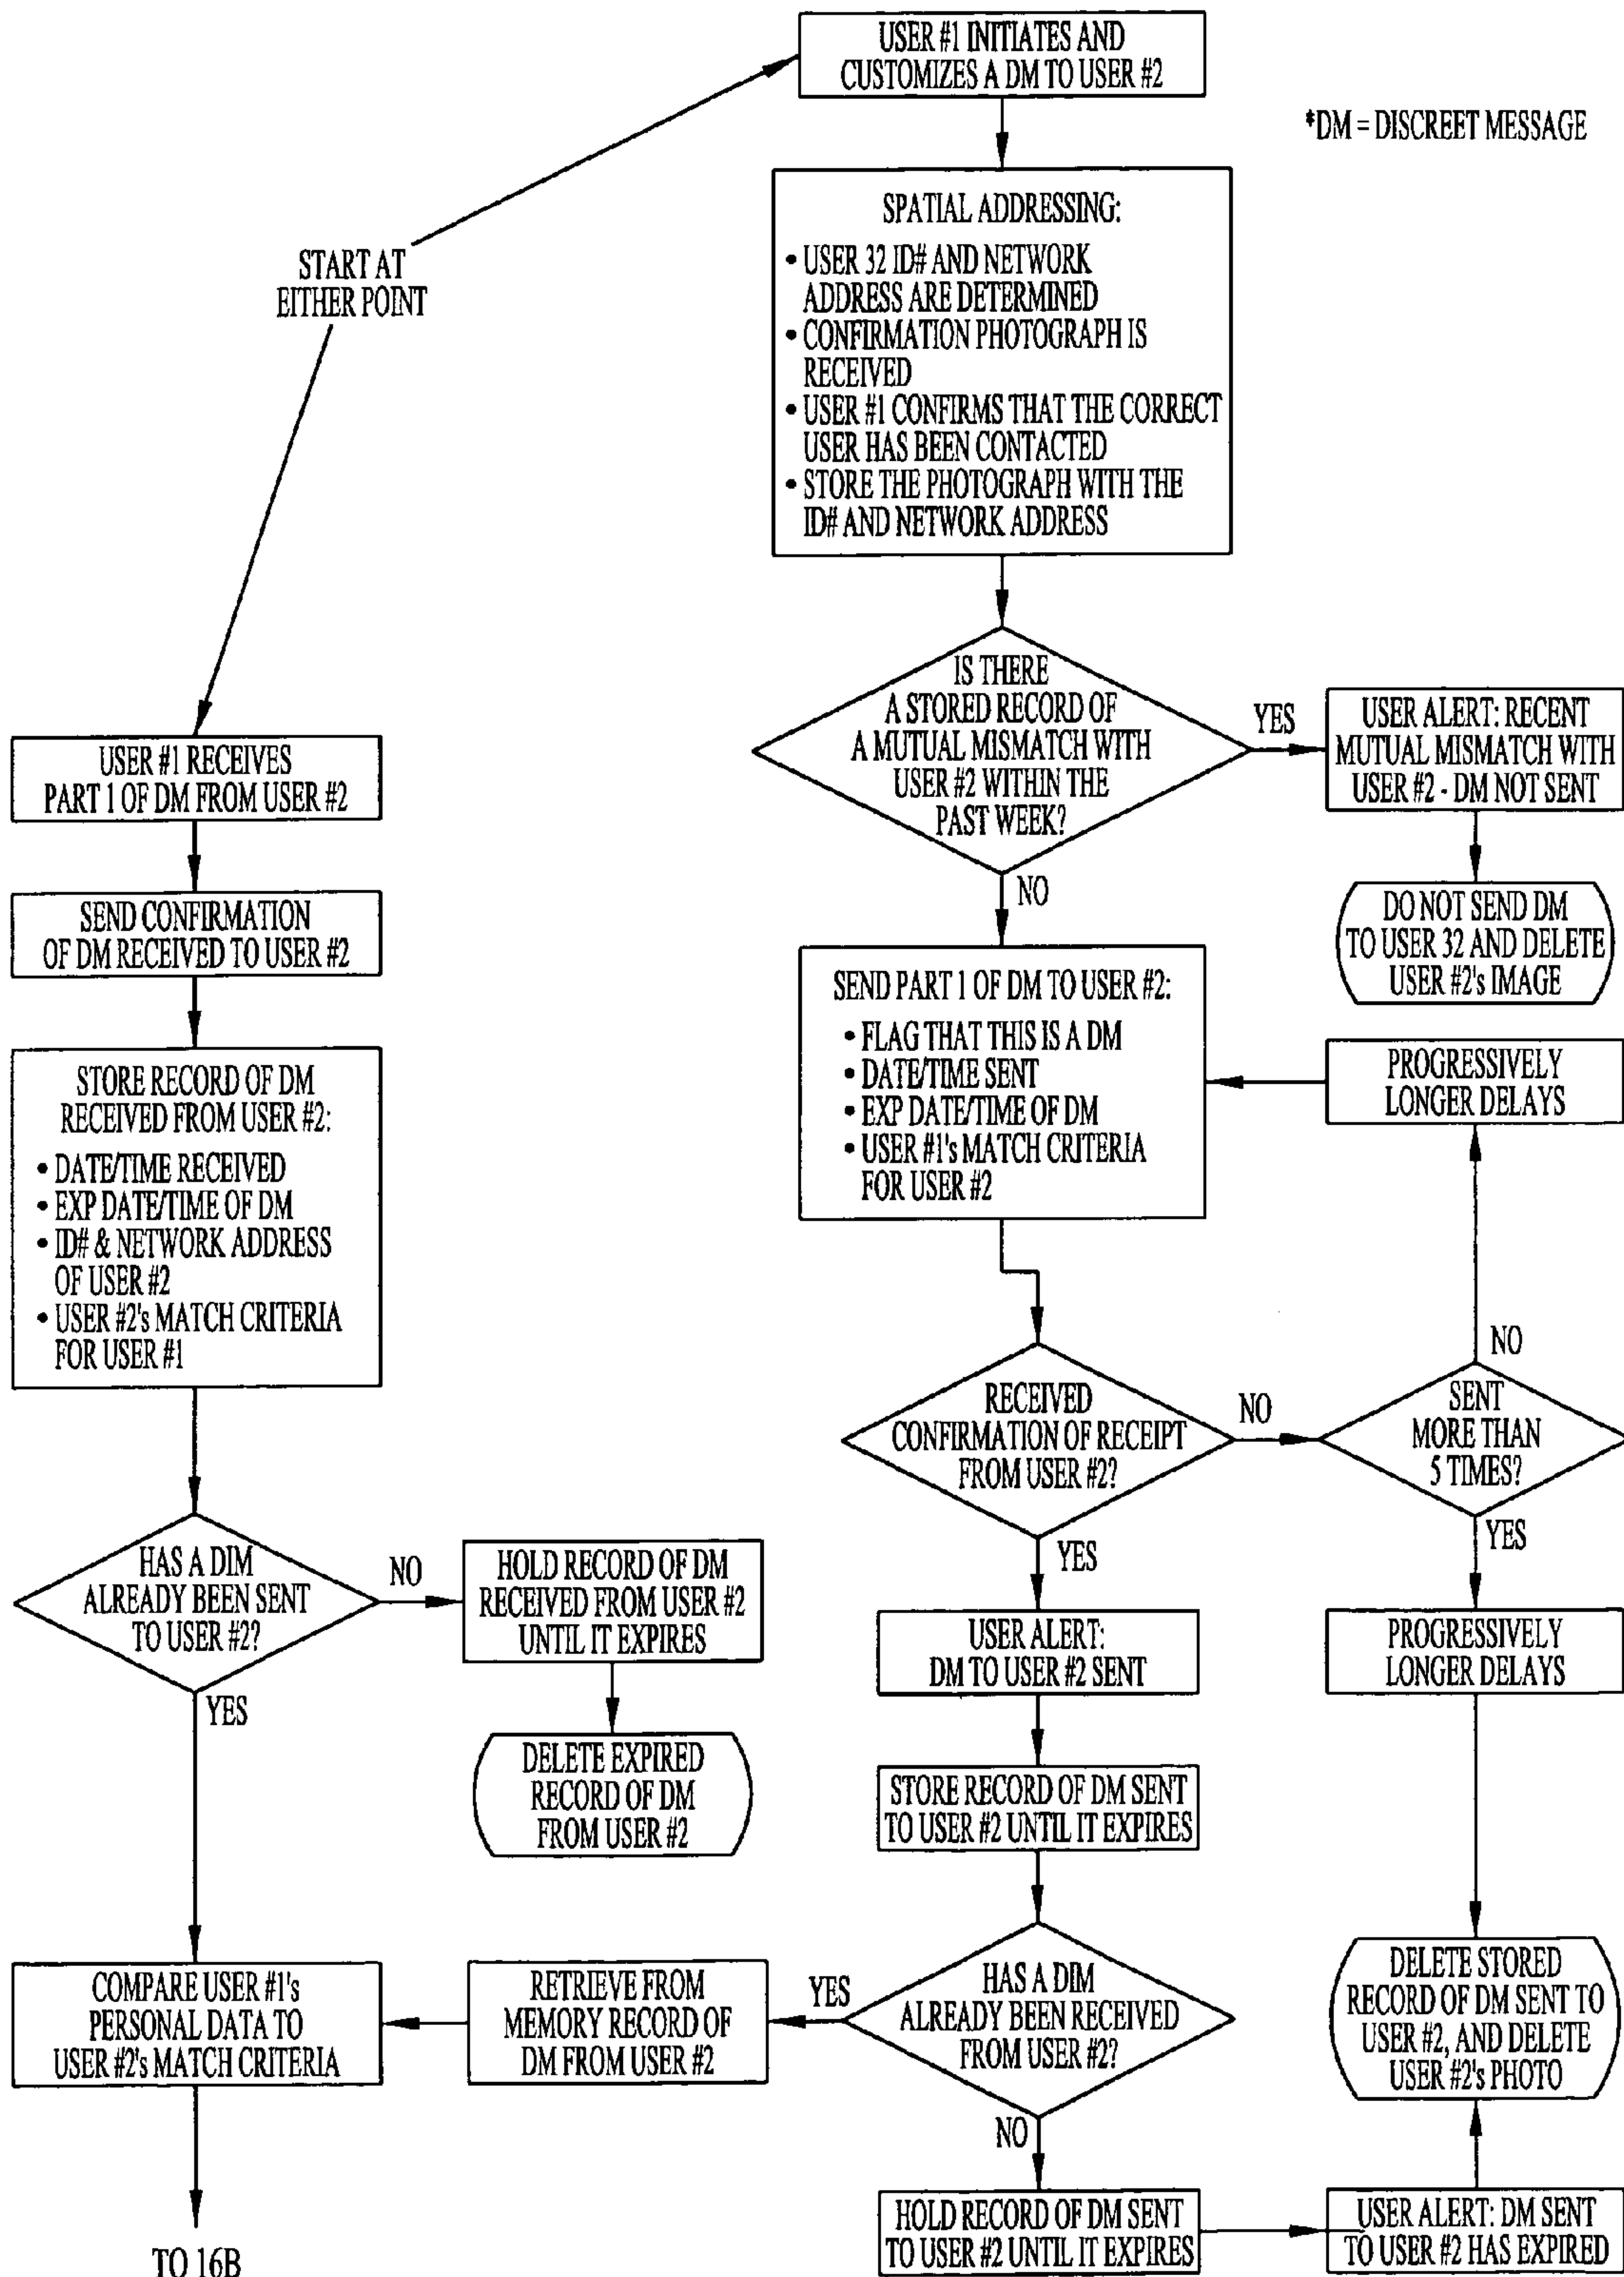 USER #1 INITIATES AND
CUSTOMIZES A DM TO USER #2
*DM = DISCREET MESSAGE
SPATIAL ADDRESSING:
• USER 32 ID# AND NETWORK
ADDRESS ARE DETERMINED
• CONFIRMATION PHOTOGRAPH IS
RECEIVED
• USER #1 CONFIRMS THAT THE CORRECT
USER HAS BEEN CONTACTED
• STORE THE PHOTOGRAPH WITH THE
ID# AND NETWORK ADDRESS
START AT
EITHER POINT
IS THERE
A STORED RECORD OF
A MUTUAL MISMATCH WITH
USER #2 WITHIN THE
PAST WEEK?
YES
USER ALERT: RECENT
MUTUAL MISMATCH WITH
USER #2 - DM NOT SENT
DO NOT SEND DM
TO USER 32 AND DELETE
USER #2's IMAGE
NO
SEND PART 1 OF DM TO USER #2:
• FLAG THAT THIS IS A DM
• DATE/TIME SENT
• EXP DATE/TIME OF DM
• USER #1's MATCH CRITERIA
FOR USER #2
PROGRESSIVELY
LONGER DELAYS
NO
RECEIVED
CONFIRMATION OF RECEIPT
FROM USER #2?
NO
SENT
MORE THAN
5 TIMES?
YES
YES
USER ALERT:
DM TO USER #2 SENT
PROGRESSIVELY
LONGER DELAYS
STORE RECORD OF DM SENT
TO USER #2 UNTIL IT EXPIRES
HAS A DIM
ALREADY BEEN RECEIVED
FROM USER #2?
YES
RETRIEVE FROM
MEMORY RECORD OF
DM FROM USER #2
NO
HOLD RECORD OF DM SENT
TO USER #2 UNTIL IT EXPIRES
USER ALERT: DM SENT
TO USER #2 HAS EXPIRED
DELETE STORED
RECORD OF DM SENT TO
USER #2, AND DELETE
USER #2's PHOTO
USER #1 RECEIVES
PART 1 OF DM FROM USER #2
SEND CONFIRMATION
OF DM RECEIVED TO USER #2
STORE RECORD OF DM
RECEIVED FROM USER #2:
• DATE/TIME RECEIVED
• EXP DATE/TIME OF DM
• ID# & NETWORK ADDRESS
OF USER #2
• USER #2's MATCH CRITERIA
FOR USER #1
HAS A DIM
ALREADY BEEN SENT
TO USER #2?
NO
HOLD RECORD OF DM
RECEIVED FROM USER #2
UNTIL IT EXPIRES
DELETE EXPIRED
RECORD OF DM
FROM USER #2
YES
COMPARE USER #1's
PERSONAL DATA TO
USER #2's MATCH CRITERIA
TO 16B